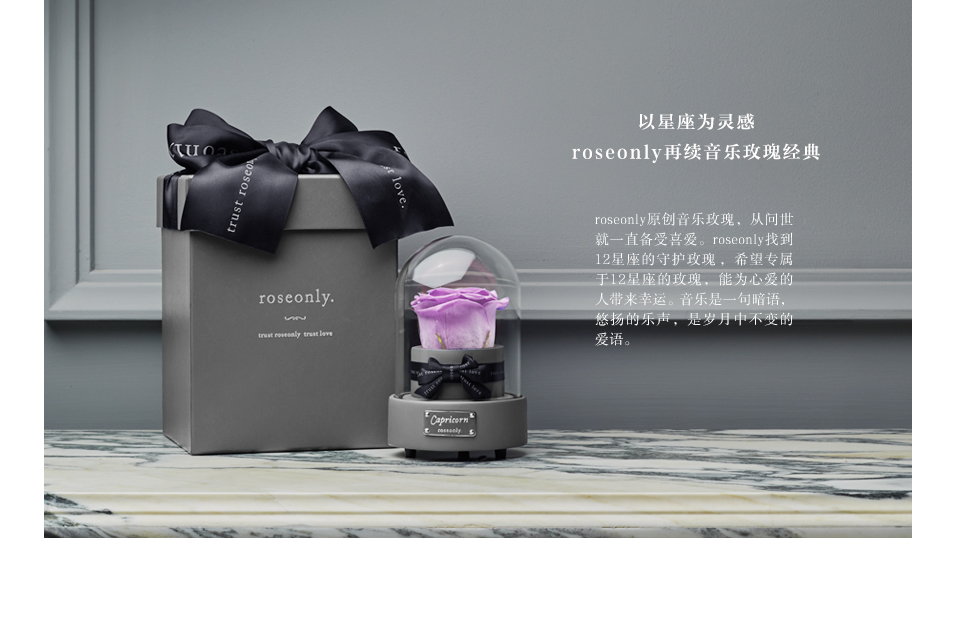 以星座为灵感
roseonly再续音乐玫瑰经典
roseonly原创音乐玫瑰，从问世
就一直备受喜爱。roseonly找到
12星座的守护玫瑰，希望专属
于12星座的玫瑰，能为心爱的
人带来幸运。音乐是一句暗语，
悠扬的乐声，是岁月中不变的
爱语。
trust roseo
t love.
roseonly.
trust roseonly trust love
trust love
Capricorn
roseonly